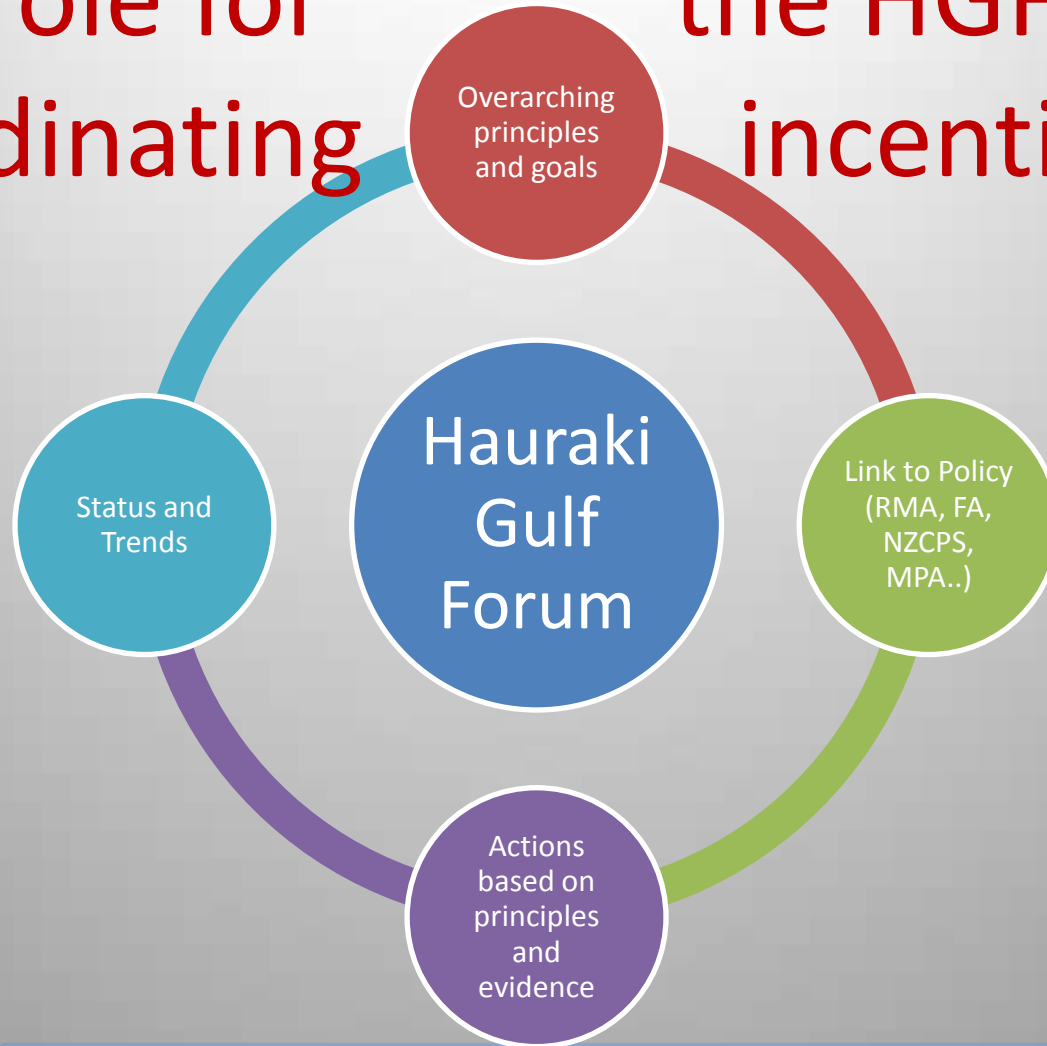 ole for the HGF
dinating incenti
Overarching
principles
and goals
Hauraki
Gulf
Forum
Link to Policy
(RMA, FA,
NZCPS,
MPA..)
Status and
Trends
Actions
based on
principles
and
evidence